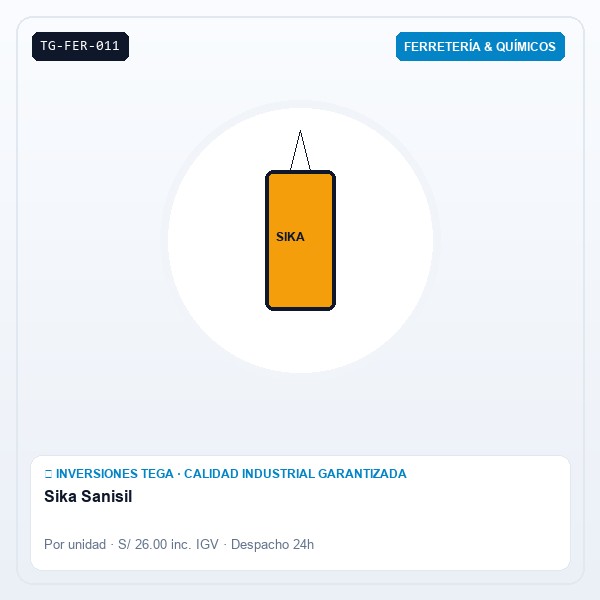 TG-FER-011
FERRETERÍA & QUÍMICOS
SIKA
INVERSIONES TEGA · CALIDAD INDUSTRIAL GARANTIZADA
Sika Sanisil
Por unidad · S/ 26.00 inc. IGV · Despacho 24h